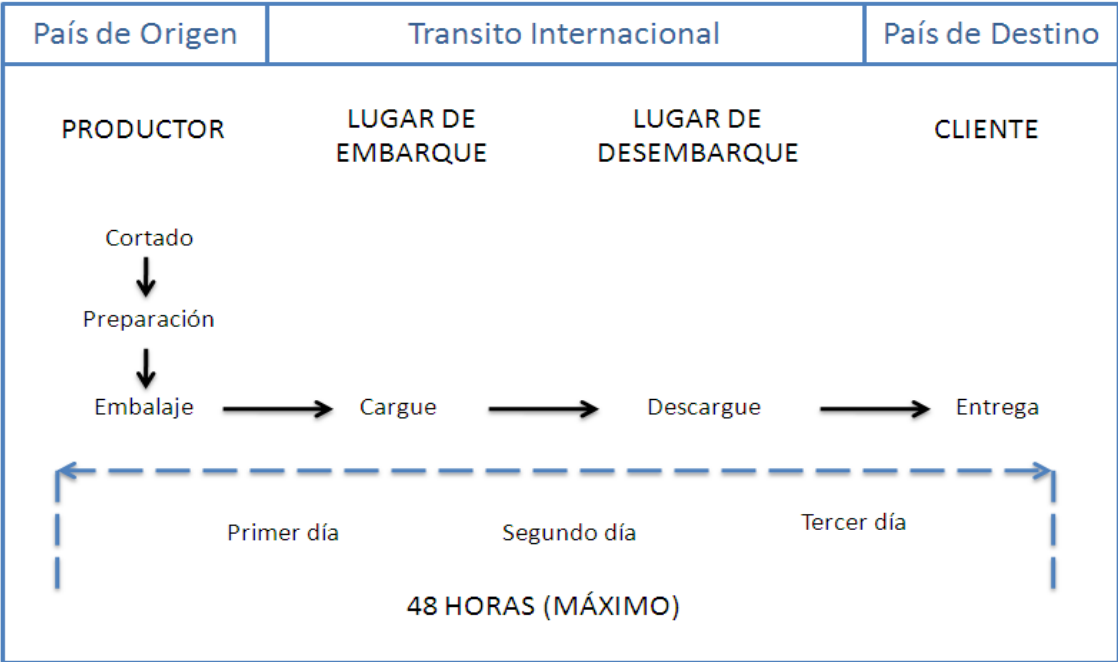 País de Origen
Transito Internacional
País de Destino
PRODUCTOR
LUGAR DE
EMBARQUE
LUGAR DE
DESEMBARQUE
CLIENTE
Cortado
Preparación
Embalaje
Cargue
Descargue
Entrega
Primer día
Segundo día
Tercer día
48 HORAS (MÁXIMO)